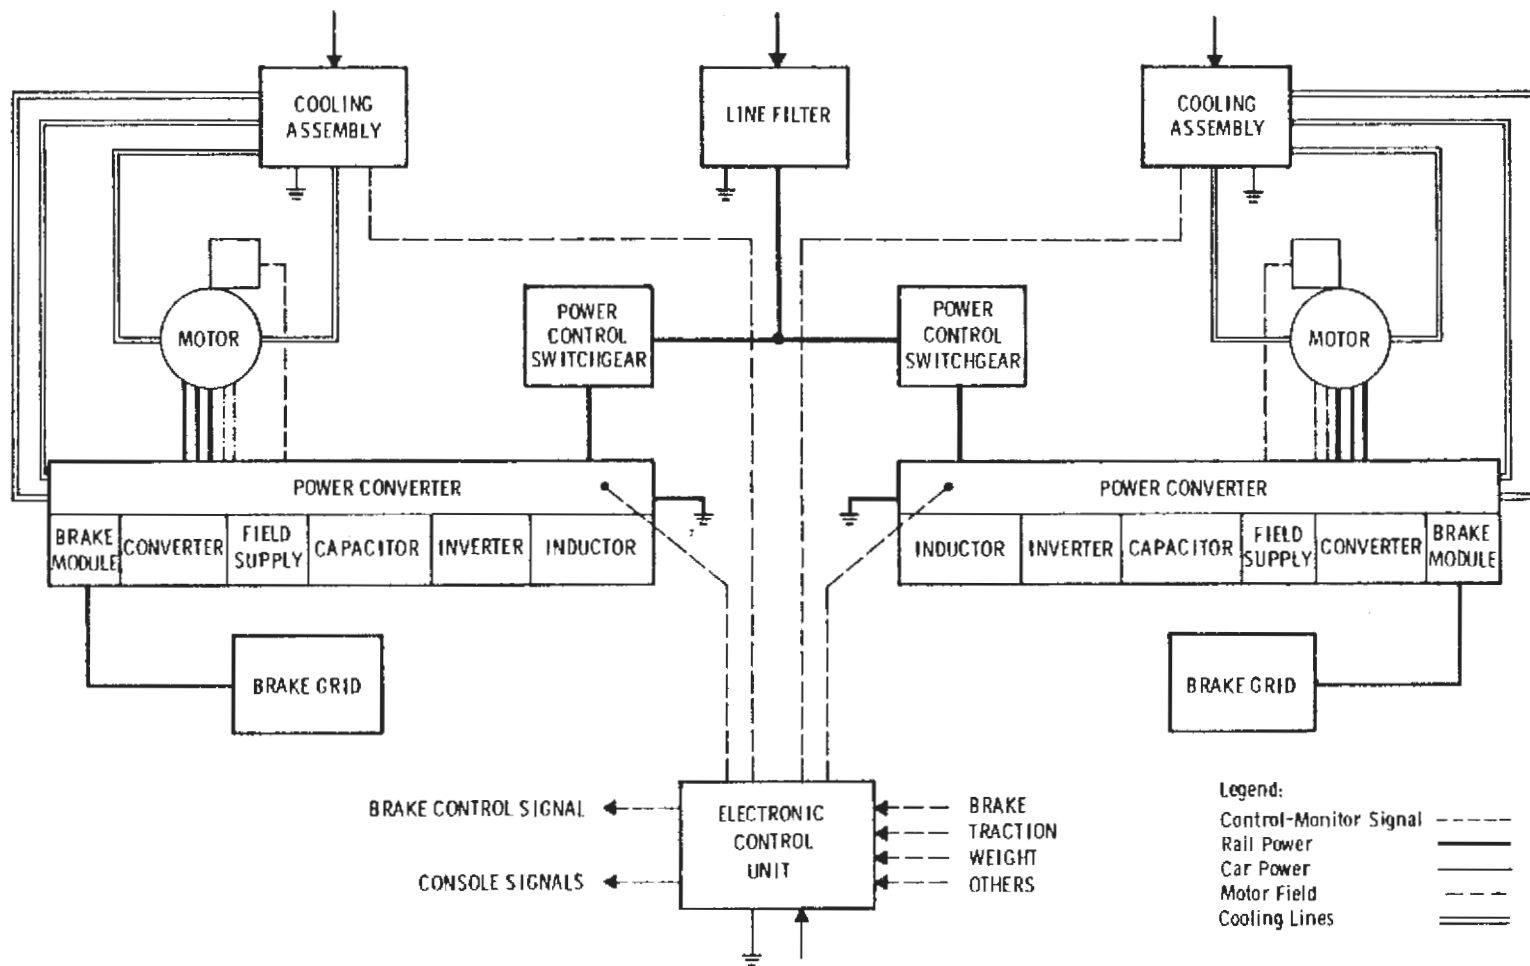 COOLING
ASSEMBLY
LINE FILTER
COOLING
ASSEMBLY
MOTOR
POWER
CONTROL
SWITCHGEAR
POWER
CONTROL
SWITCHGEAR
MOTOR
POWER CONVERTER
BRAKE
MODULE
CONVERTER
FIELD
SUPPLY
CAPACITOR
INVERTER
INDUCTOR
POWER CONVERTER
INDUCTOR
INVERTER
CAPACITOR
FIELD
SUPPLY
CONVERTER
BRAKE
MODULE
BRAKE GRID
BRAKE GRID
BRAKE CONTROL SIGNAL
CONSOLE SIGNALS
ELECTRONIC
CONTROL
UNIT
BRAKE
TRACTION
WEIGHT
OTHERS
Legend:
Control-Monitor Signal
Rail Power
Car Power
Motor Field
Cooling Lines